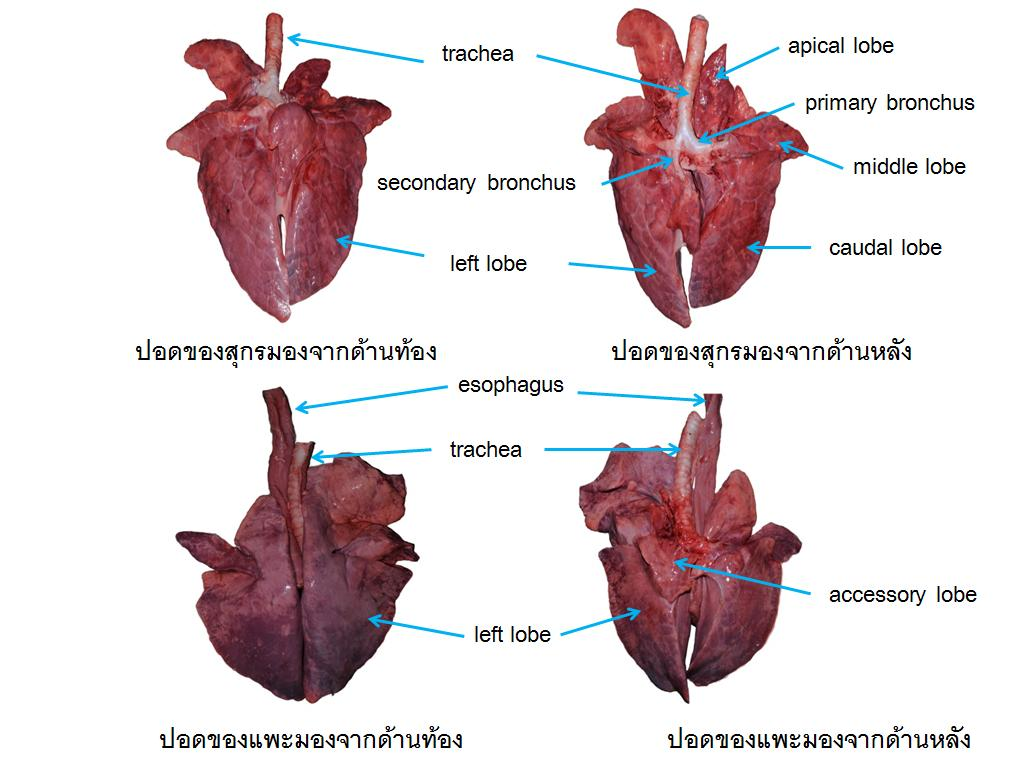 trachea
apical lobe
primary bronchus
middle lobe
secondary bronchus
caudal lobe
left lobe
ปอดของสุกรมองจากด้านท้อง
ปอดของสุกรมองจากด้านหลัง
esophagus
trachea
accessory lobe
left lobe
ปอดของแพะมองจากด้านท้อง
ปอดของแพะมองจากด้านหลัง